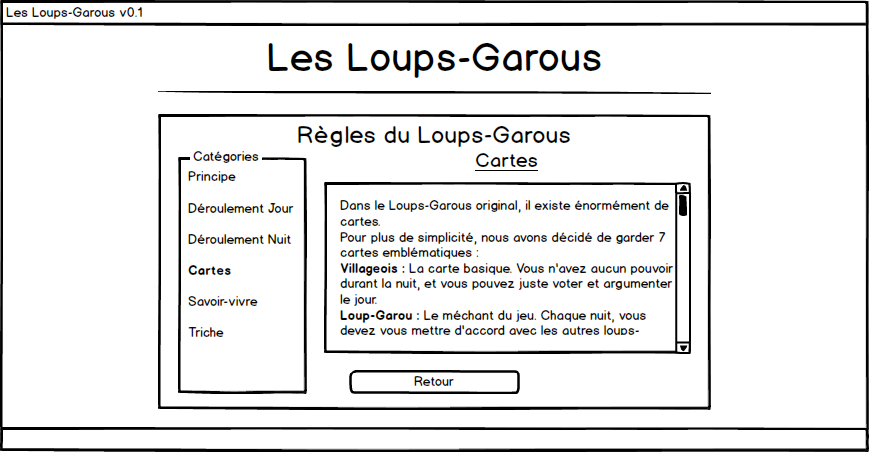 Les Loups-Garous v0.1
Les Loups-Garous
Règles du Loups-Garous
Catégories
Principe
Déroulement Jour
Déroulement Nuit
Cartes
Savoir-vivre
Triche
Cartes
Dans le Loups-Garous original, il existe énormément de
cartes.
Pour plus de simplicité, nous avons décidé de garder 7
cartes emblématiques :
Villageois : La carte basique. Vous n'avez aucun pouvoir
durant la nuit, et vous pouvez juste voter et argumenter
le jour.
Loup-Garou : Le méchant du jeu. Chaque nuit, vous
devez vous mettre d'accord avec les autres loups-
Retour